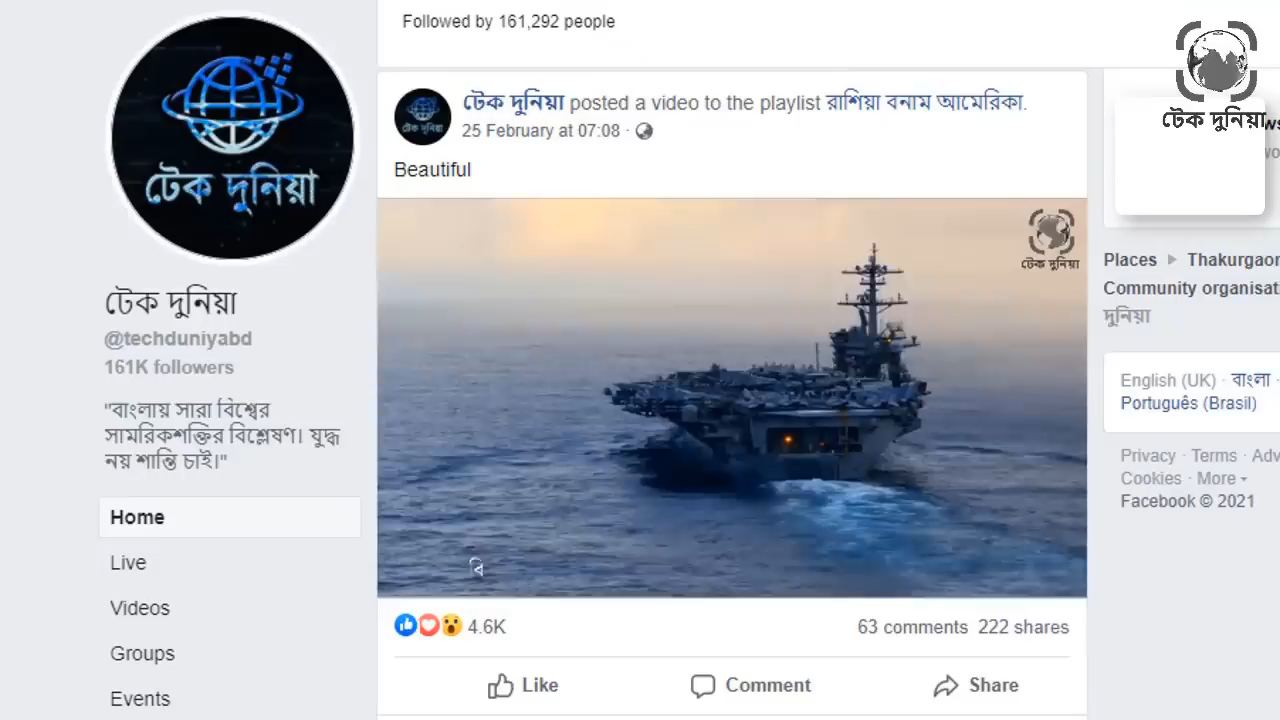 Followed by 161,292 people
টেক দুনিয়া
টেক দুনিয়া
@techduniyabd
161K followers
"বাংলায় সারা বিশ্বের
সামরিকশক্তির বিশ্লেষণ। যুদ্ধ
নয় শান্তি চাই।"
Home
Live
Videos
Groups
Events
টেক দুনিয়া posted a video to the playlist রাশিয়া বনাম আমেরিকা.
25 February at 07:08 ·
Beautiful
টেক দুনিয়া
4.6K
63 comments 222 shares
Like
Comment
Share
টেক দুনিয়া
Places
Thakurgaon
Community organisat
দুনিয়া
English (UK) · বাংলা ·
Português (Brasil)
Privacy · Terms · Adv
Cookies · More
Facebook © 2021